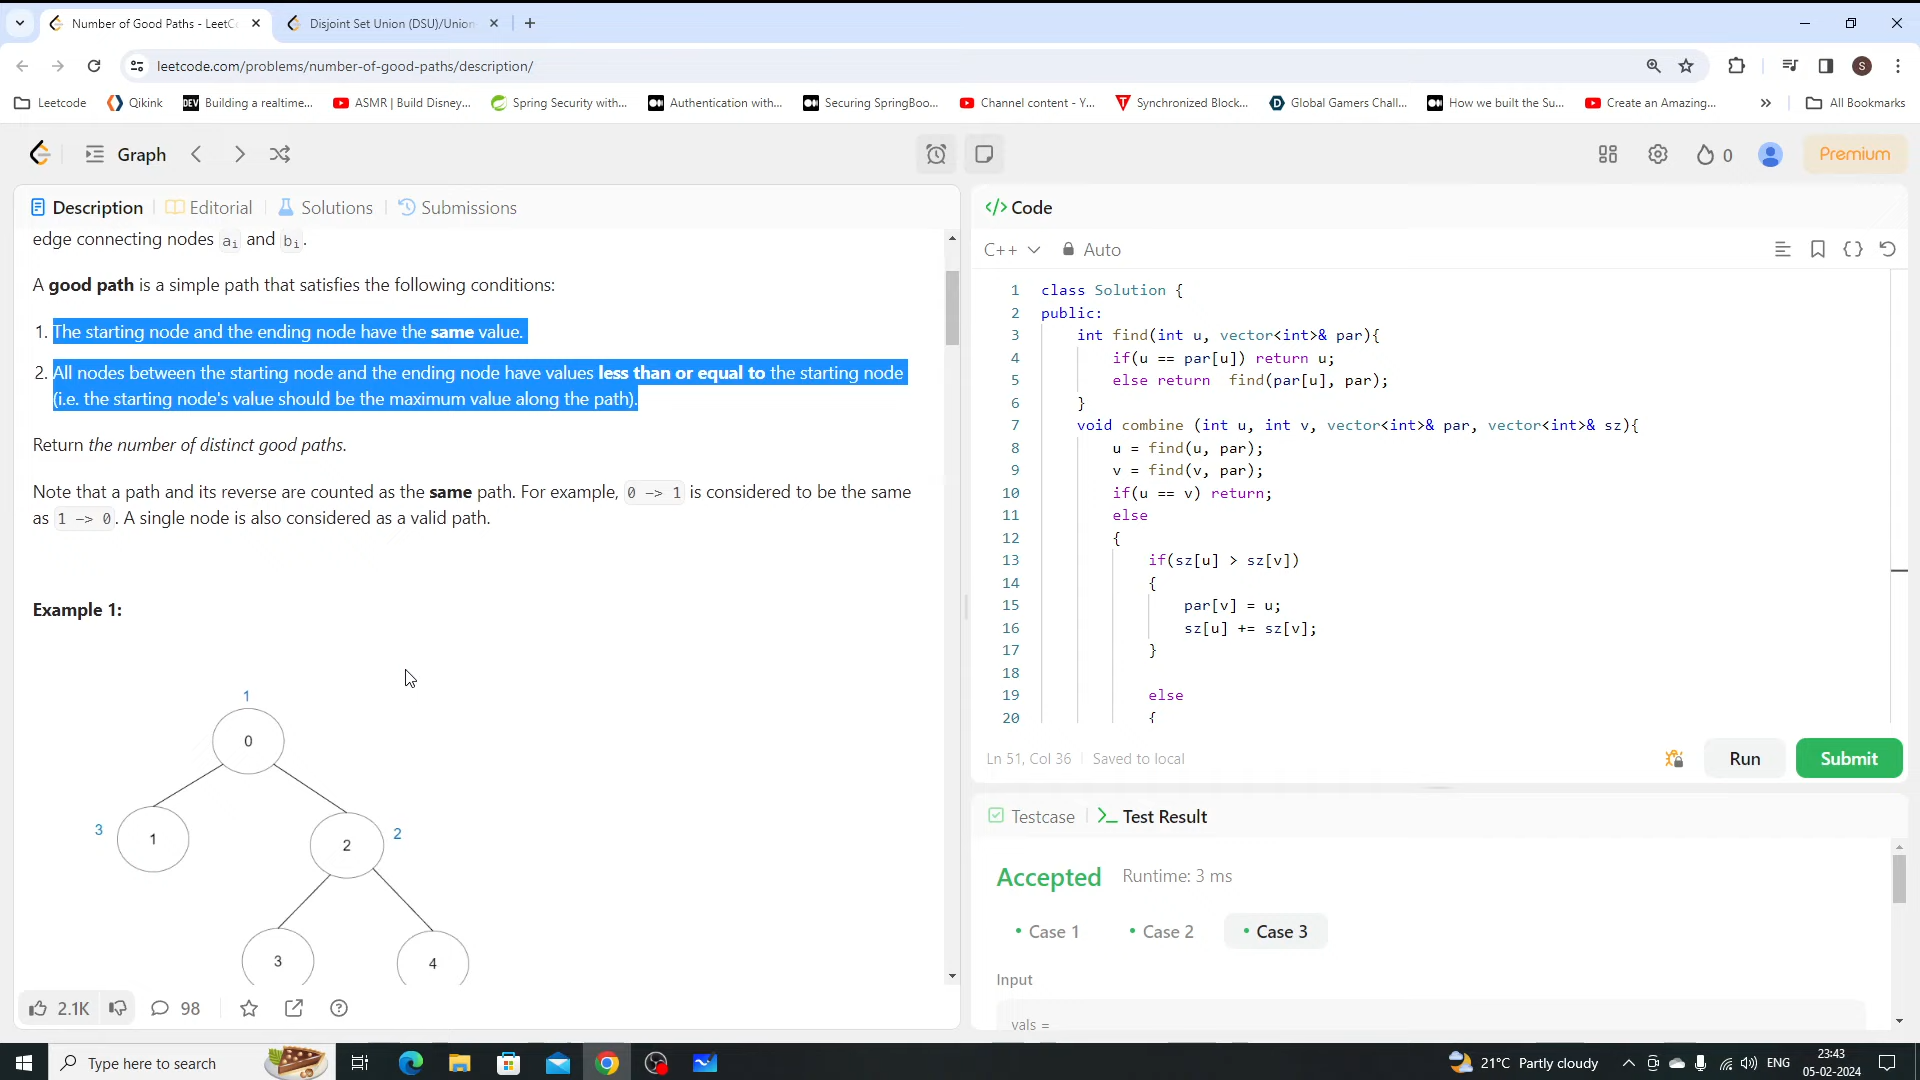 Number of Good Paths - LeetC
Disjoint Set Union (DSU)/Union
leetcode.com/problems/number-of-good-paths/description/
S
Leetcode
Qikink
DEV Building a realtime...
ASMR | Build Disney...
Spring Security with...
Authentication with...
Securing SpringBoo...
Channel content - Y...
Synchronized Block...
Global Gamers Chall...
How we built the Su...
Create an Amazing...
All Bookmarks
Graph
0
Premium
Description
Editorial
Solutions
Submissions
edge connecting nodes ai and bi.
A good path is a simple path that satisfies the following conditions:
1. The starting node and the ending node have the same value.
2. All nodes between the starting node and the ending node have values less than or equal to the starting node
(i.e. the starting node's value should be the maximum value along the path).
Return the number of distinct good paths.
Note that a path and its reverse are counted as the same path. For example, 0 -> 1 is considered to be the same
as 1 -> 0. A single node is also considered as a valid path.
Example 1:
1
0
3
1
2
2
3
4
2.1K
98
Code
C++
Auto
1 class Solution {
2 public:
3 int find(int u, vector<int>& par){
4 if(u == par[u]) return u;
5 else return  find(par[u], par);
6 }
7 void combine (int u, int v, vector<int>& par, vector<int>& sz){
8 u = find(u, par);
9 v = find(v, par);
10 if(u == v) return;
11 else
12 {
13 if(sz[u] > sz[v])
14 {
15 par[v] = u;
16 sz[u] += sz[v];
17 }
18
19 else
20 {
Ln 51, Col 36
Saved to local
Run
Submit
Testcase
Test Result
Accepted
Runtime: 3 ms
• Case 1
• Case 2
• Case 3
Input
vals =
Type here to search
21°C Partly cloudy
ENG
23:43
05-02-2024